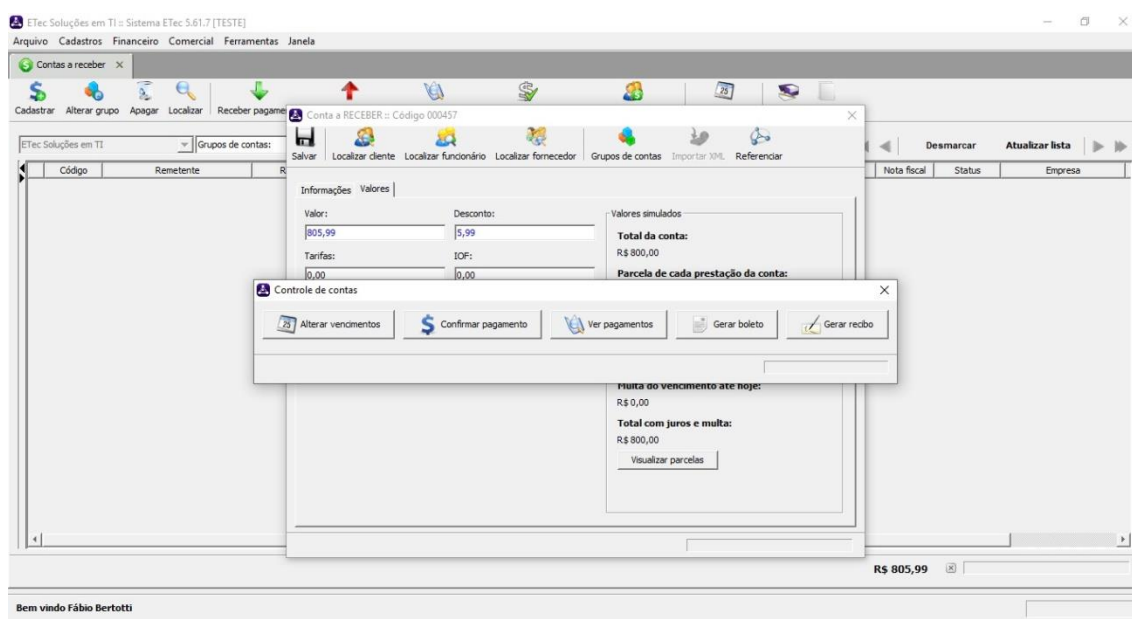 ETec Soluções em TI :: Sistema ETec 5.61.7 [TESTE]
Arquivo Cadastros Financeiro Comercial Ferramentas Janela
Contas a receber
Cadastrar Alterar grupo Apagar Localizar Receber pagame
25
Conta a RECEBER :: Código 000457
Salvar Localizar cliente Localizar funcionário Localizar fornecedor Grupos de contas Importar XML Referenciar
ETec Soluções em TI Grupos de contas: Desmarcar Atualizar lista
Código Remetente R Nota fiscal Status Empresa
Informações Valores
Valor: Desconto: Valores simulados
805,99 5,99 Total da conta:
R$ 800,00
Tarifas: IOF:
0,00 0,00 Parcela de cada prestação da conta:
Controle de contas
25 Alterar vencimentos Confirmar pagamento Ver pagamentos Gerar boleto Gerar recibo
Multa do vencimento até hoje:
R$ 0,00
Total com juros e multa:
R$ 800,00
Visualizar parcelas
R$ 805,99
Bem vindo Fábio Bertotti